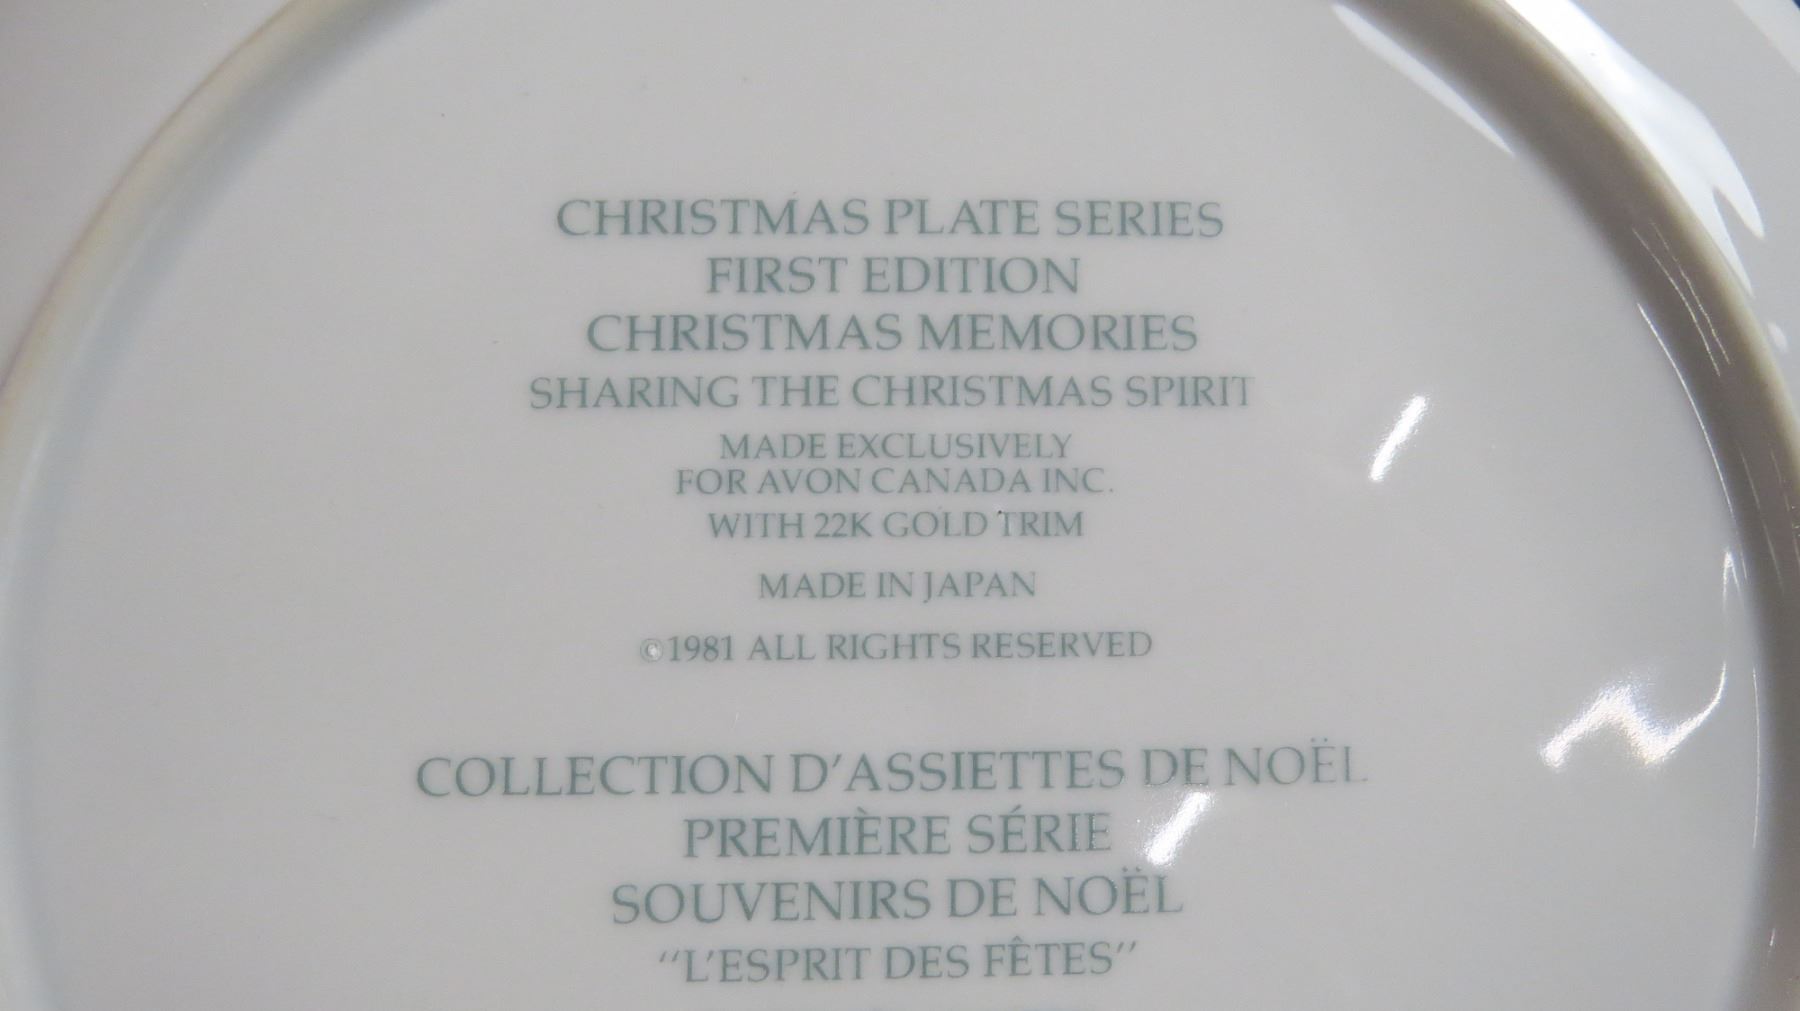 CHRISTMAS PLATE SERIES
FIRST EDITION
CHRISTMAS MEMORIES
SHARING THE CHRISTMAS SPIRIT
MADE EXCLUSIVELY
FOR AVON CANADA INC.
WITH 22K GOLD TRIM
MADE IN JAPAN
©1981 ALL RIGHTS RESERVED
COLLECTION D'ASSIETTES DE NOËL
PREMIÈRE SÉRIE
SOUVENIRS DE NOËL
"L'ESPRIT DES FÊTES"